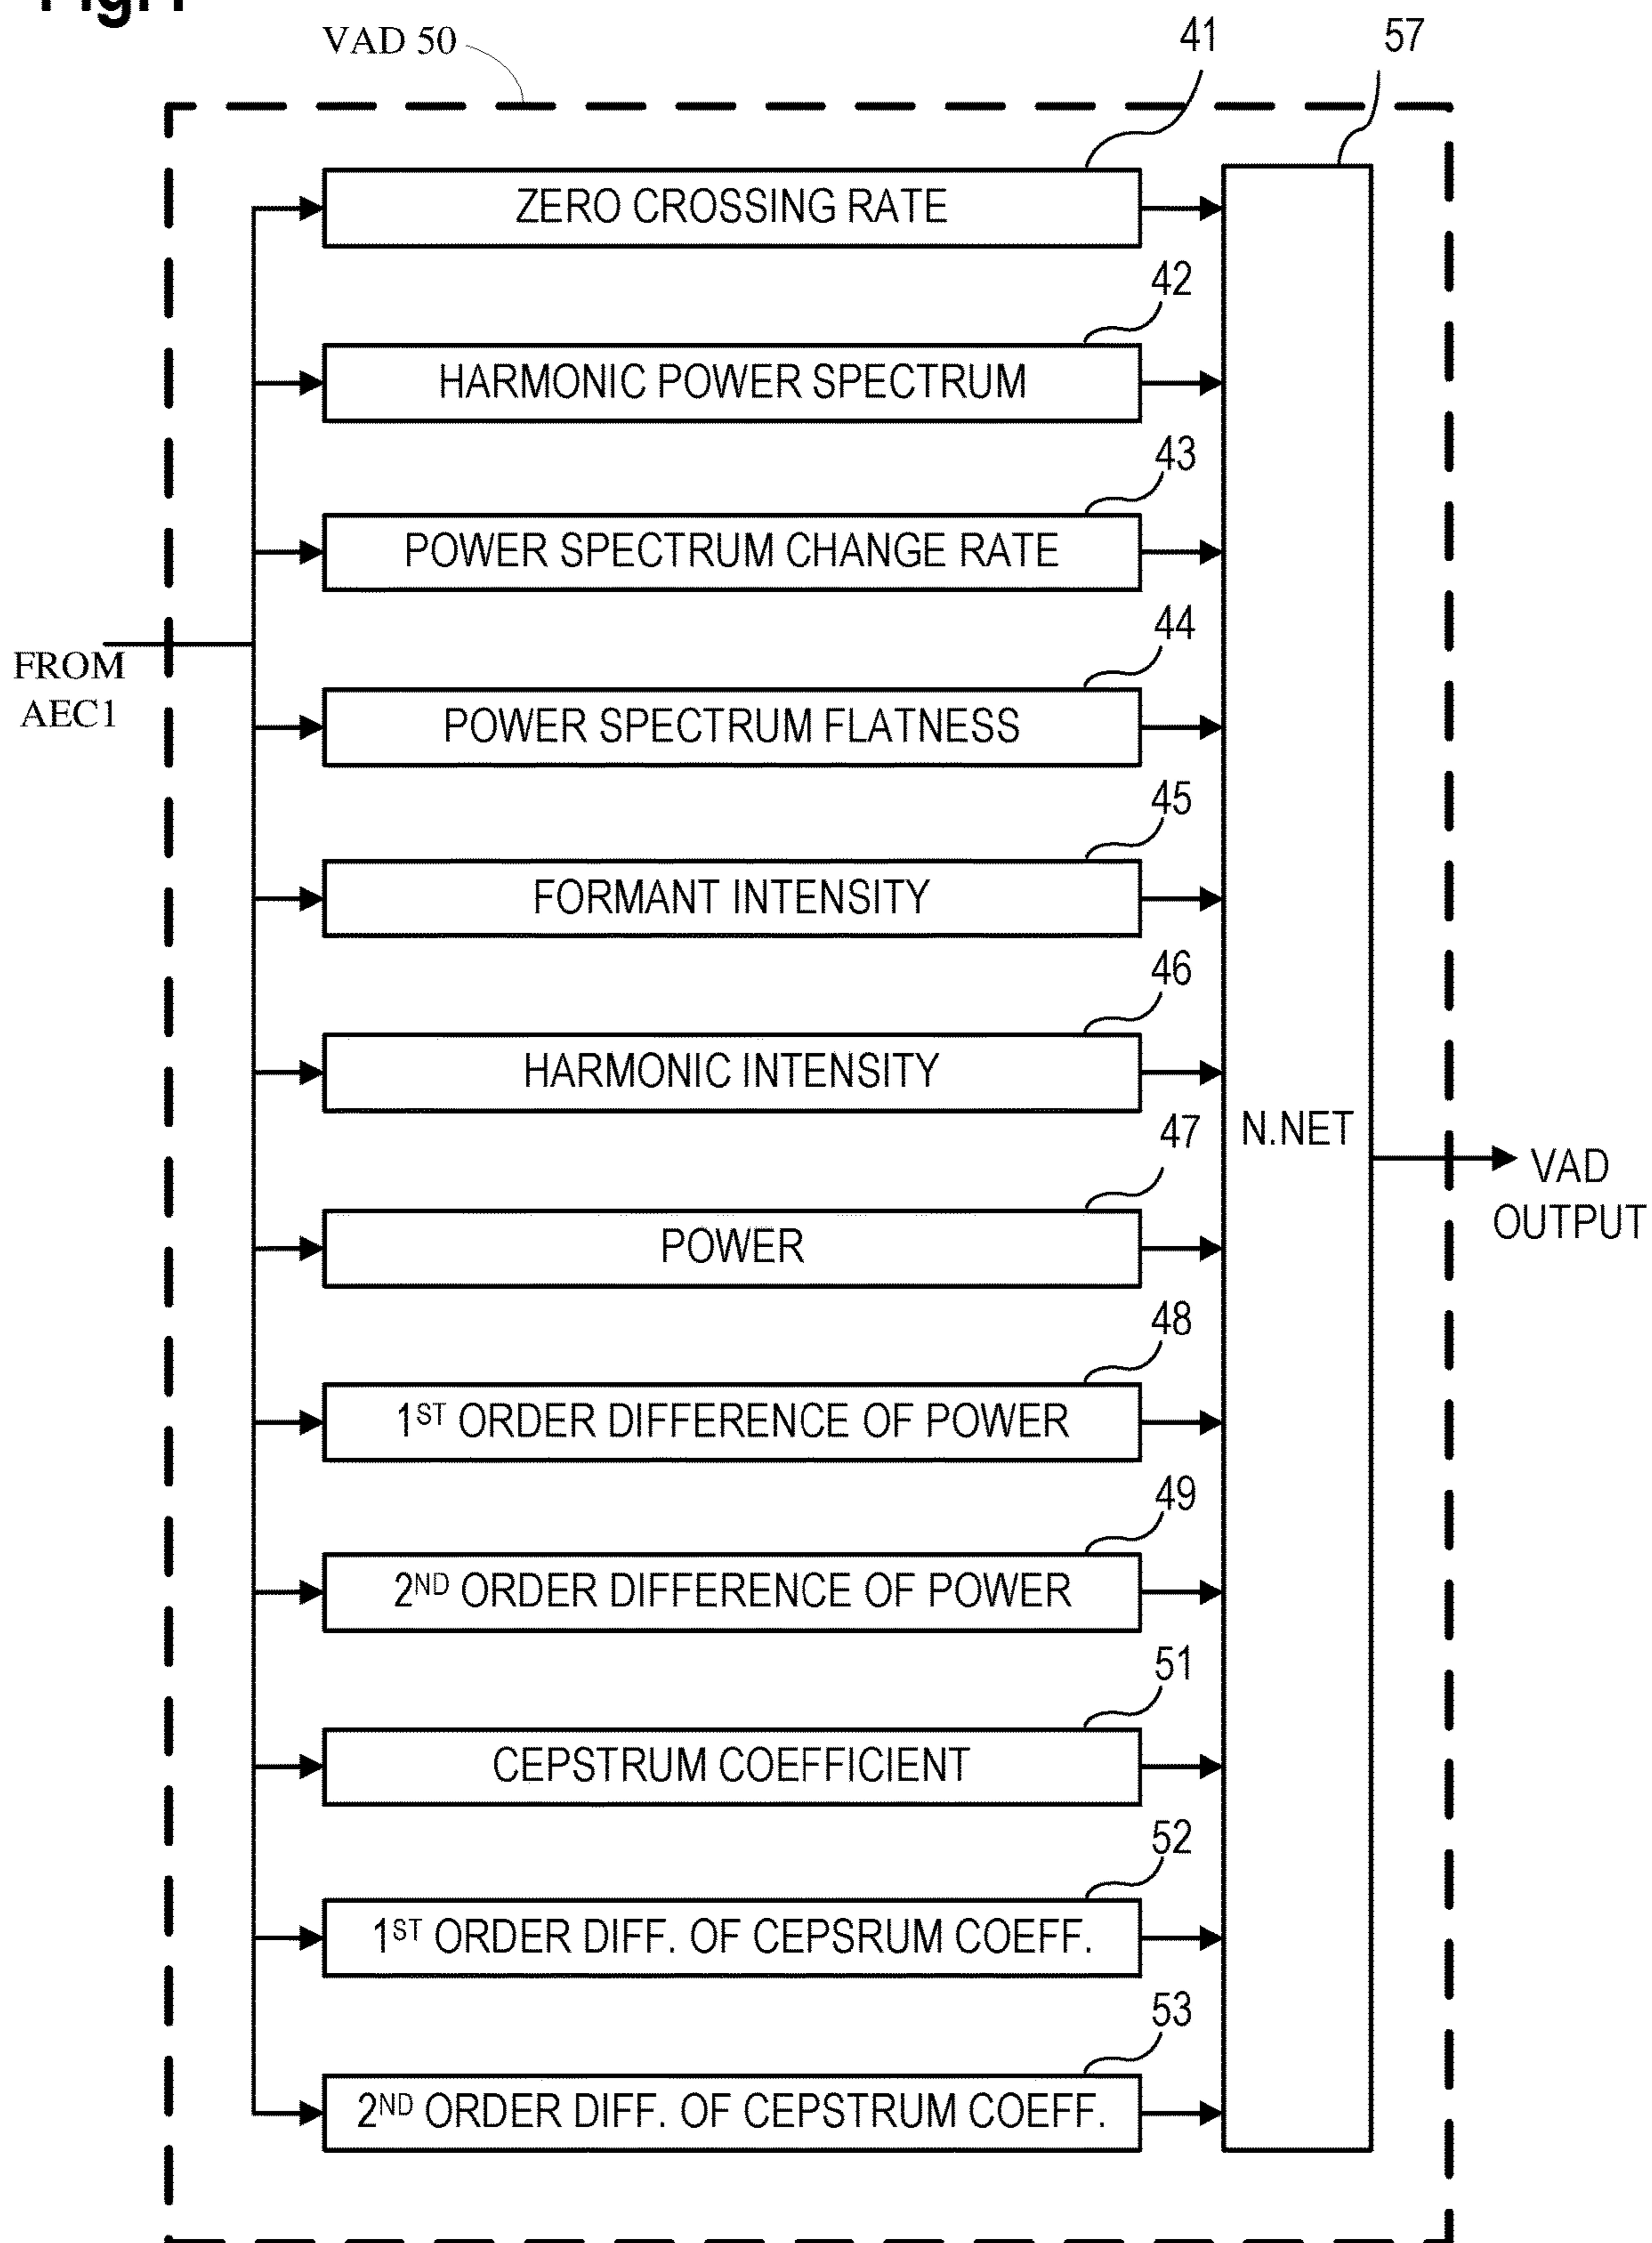 VAD 50
41
57
ZERO CROSSING RATE
42
HARMONIC POWER SPECTRUM
43
POWER SPECTRUM CHANGE RATE
44
FROM
AEC1
POWER SPECTRUM FLATNESS
45
FORMANT INTENSITY
46
HARMONIC INTENSITY
47
N.NET
VAD
OUTPUT
POWER
48
1ST ORDER DIFFERENCE OF POWER
49
2ND ORDER DIFFERENCE OF POWER
51
CEPSTRUM COEFFICIENT
52
1ST ORDER DIFF. OF CEPSRUM COEFF.
53
2ND ORDER DIFF. OF CEPSTRUM COEFF.